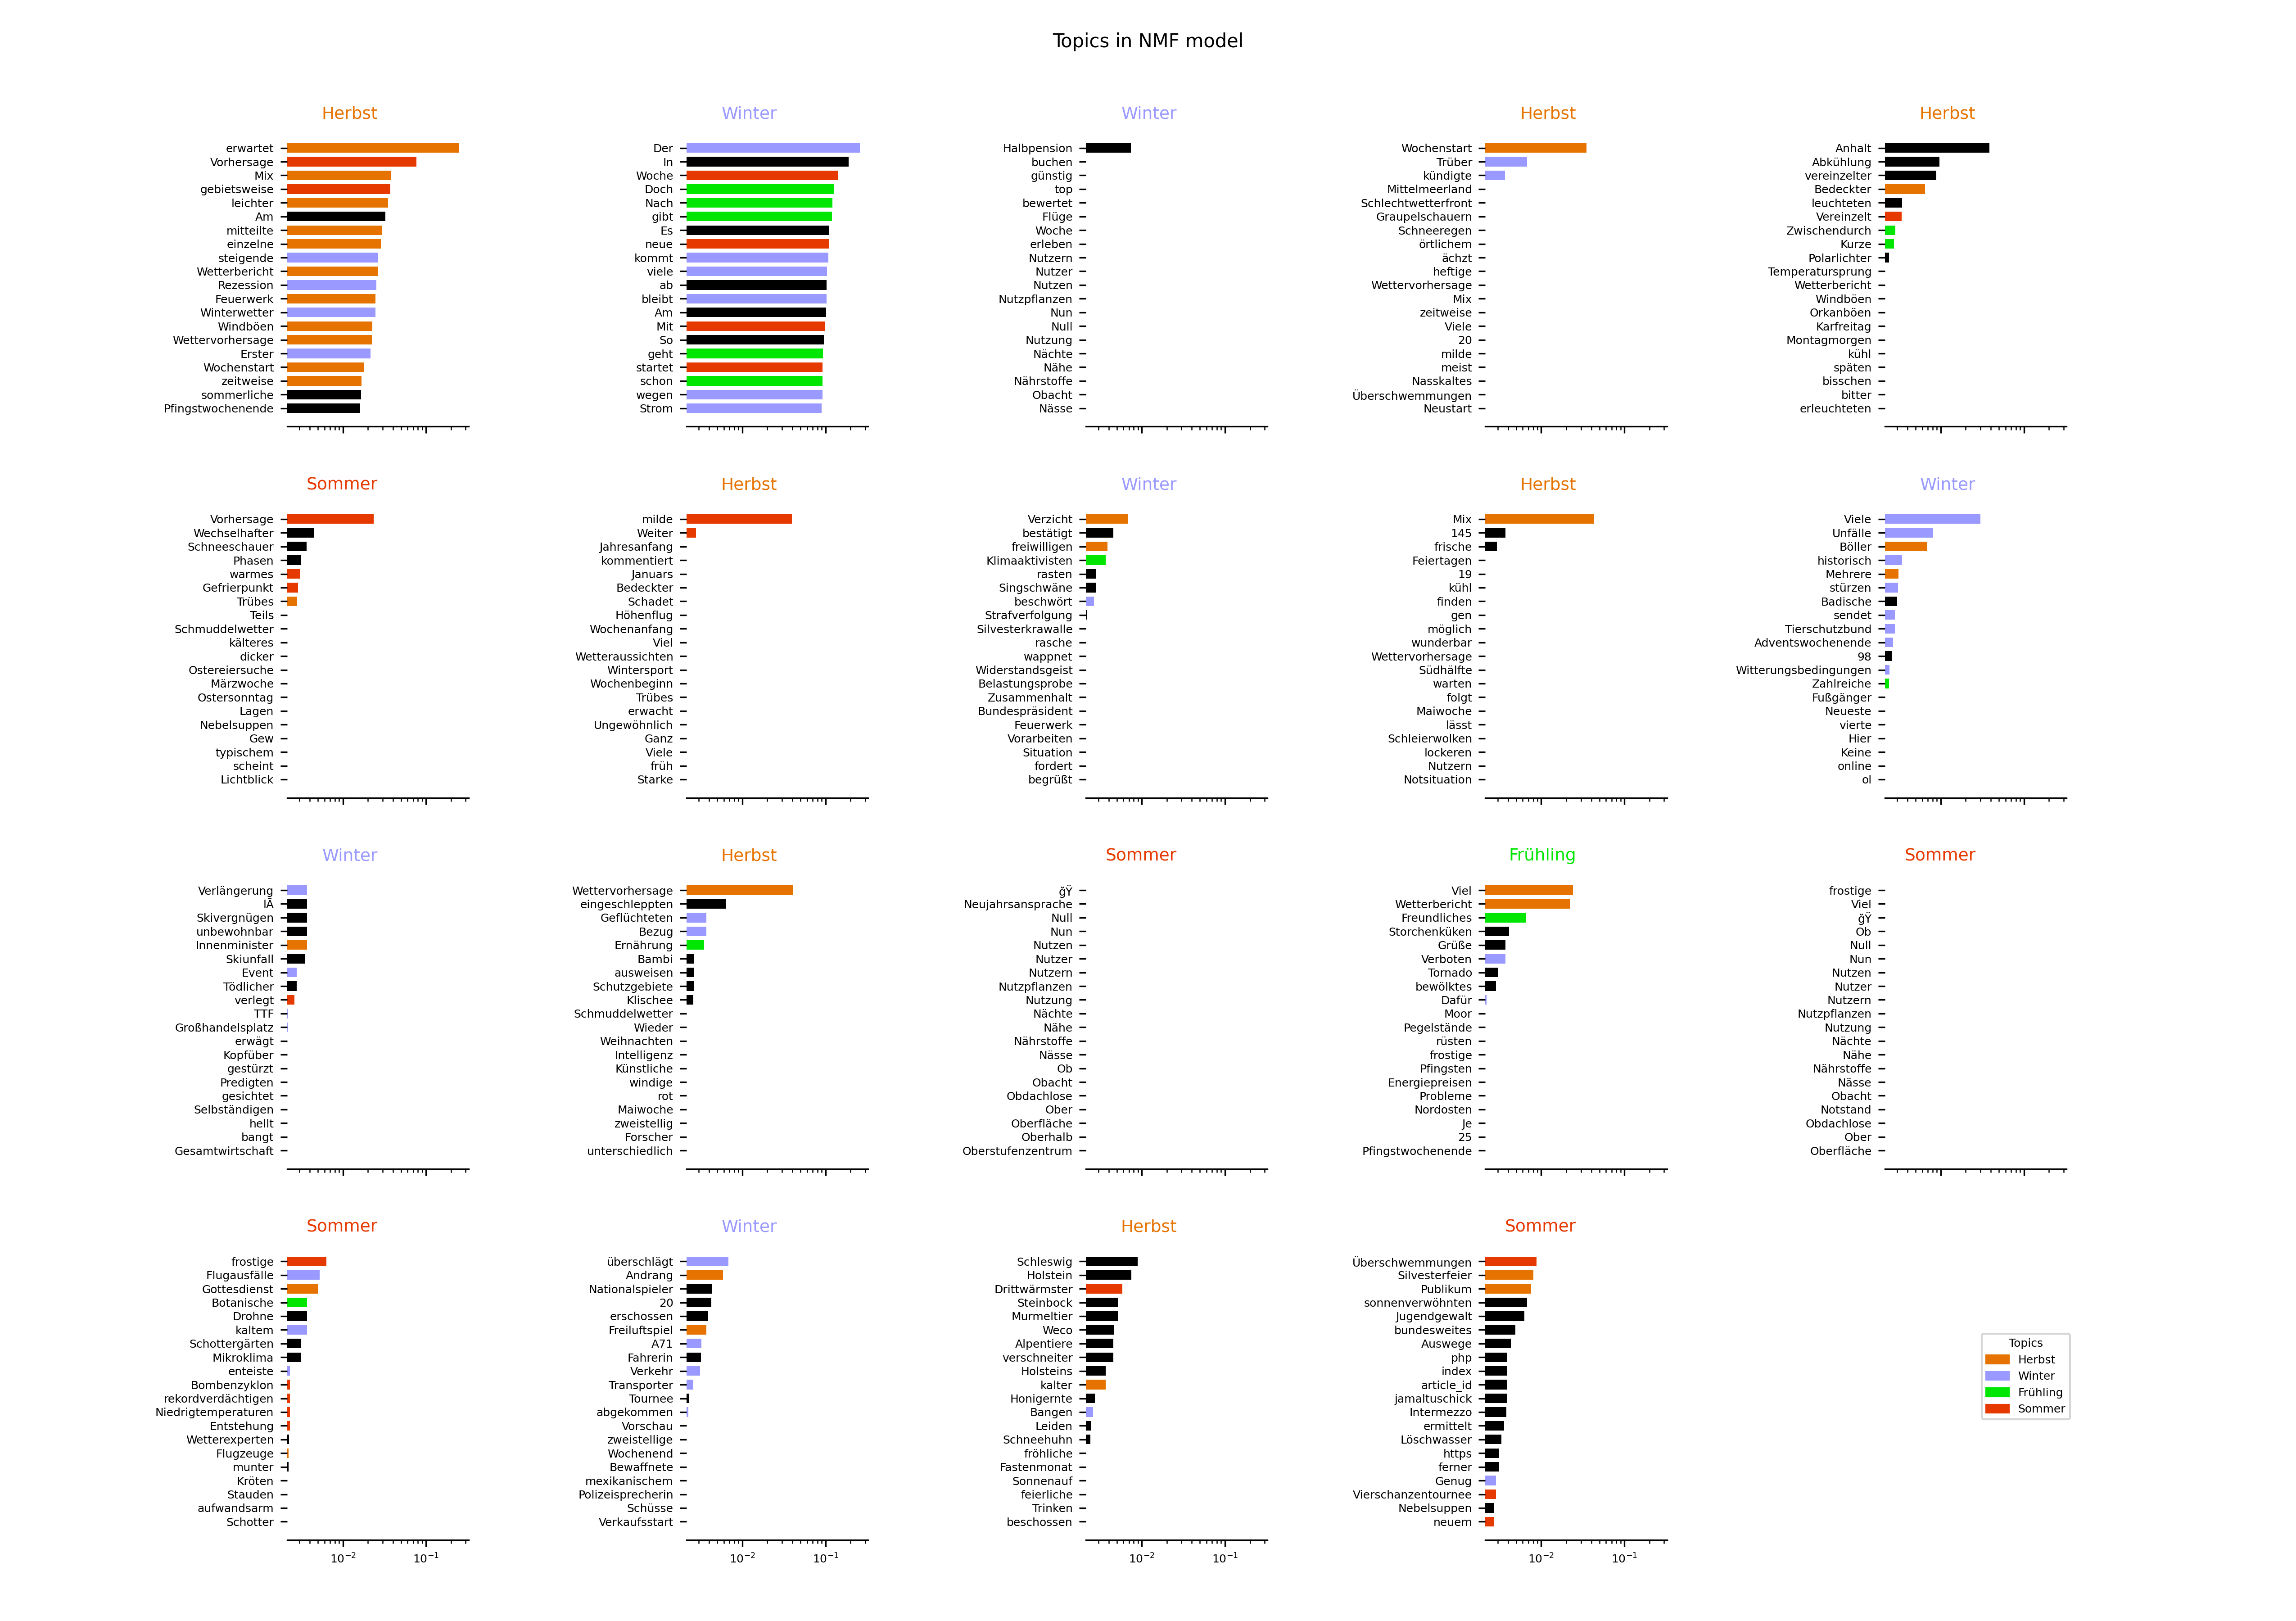 Topics in NMF model
Herbst
erwartet
Vorhersage
Mix
gebietsweise
leichter
Am
mitteilte
einzelne
steigende
Wetterbericht
Rezession
Feuerwerk
Winterwetter
Windböen
Wettervorhersage
Erster
Wochenstart
zeitweise
sommerliche
Pfingstwochenende
Winter
Der
In
Woche
Doch
Nach
gibt
Es
neue
kommt
viele
ab
bleibt
Am
Mit
So
geht
startet
schon
wegen
Strom
Winter
Halbpension
buchen
günstig
top
bewertet
Flüge
Woche
erleben
Nutzern
Nutzer
Nutzen
Nutzpflanzen
Nun
Null
Nutzung
Nächte
Nähe
Nährstoffe
Obacht
Nässe
Herbst
Wochenstart
Trüber
kündigte
Mittelmeerland
Schlechtwetterfront
Graupelschauern
Schneeregen
örtlichem
ächzt
heftige
Wettervorhersage
Mix
zeitweise
Viele
20
milde
meist
Nasskaltes
Überschwemmungen
Neustart
Herbst
Anhalt
Abkühlung
vereinzelter
Bedeckter
leuchteten
Vereinzelt
Zwischendurch
Kurze
Polarlichter
Temperatursprung
Wetterbericht
Windböen
Orkanböen
Karfreitag
Montagmorgen
kühl
späten
bisschen
bitter
erleuchteten
Sommer
Vorhersage
Wechselhafter
Schneeschauer
Phasen
warmes
Gefrierpunkt
Trübes
Teils
Schmuddelwetter
kälteres
dicker
Ostereiersuche
Märzwoche
Ostersonntag
Lagen
Nebelsuppen
Gew
typischem
scheint
Lichtblick
Herbst
milde
Weiter
Jahresanfang
kommentiert
Januars
Bedeckter
Schadet
Höhenflug
Wochenanfang
Viel
Wetteraussichten
Wintersport
Wochenbeginn
Trübes
erwacht
Ungewöhnlich
Ganz
Viele
früh
Starke
Winter
Verzicht
bestätigt
freiwilligen
Klimaaktivisten
rasten
Singschwäne
beschwört
Strafverfolgung
Silvesterkrawalle
rasche
wappnet
Widerstandsgeist
Belastungsprobe
Zusammenhalt
Bundespräsident
Feuerwerk
Vorarbeiten
Situation
fordert
begrüßt
Herbst
Mix
145
frische
Feiertagen
19
kühl
finden
gen
möglich
wunderbar
Wettervorhersage
Südhälfte
warten
folgt
Maiwoche
lässt
Schleierwolken
lockeren
Nutzern
Notsituation
Winter
Viele
Unfälle
Böller
historisch
Mehrere
stürzen
Badische
sendet
Tierschutzbund
Adventswochenende
98
Witterungsbedingungen
Zahlreiche
Fußgänger
Neueste
vierte
Hier
Keine
online
ol
Winter
Verlängerung
lÃ
Skivergnügen
unbewohnbar
Innenminister
Skiunfall
Event
Tödlicher
verlegt
TTF
Großhandelsplatz
erwägt
Kopfüber
gestürzt
Predigten
gesichtet
Selbständigen
hellt
bangt
Gesamtwirtschaft
Herbst
Wettervorhersage
eingeschleppten
Geflüchteten
Bezug
Ernährung
Bambi
ausweisen
Schutzgebiete
Klischee
Schmuddelwetter
Wieder
Weihnachten
Intelligenz
Künstliche
windige
rot
Maiwoche
zweistellig
Forscher
unterschiedlich
Sommer
ğŸ
Neujahrsansprache
Null
Nun
Nutzen
Nutzer
Nutzern
Nutzpflanzen
Nutzung
Nächte
Nähe
Nährstoffe
Nässe
Ob
Obacht
Obdachlose
Ober
Oberfläche
Oberhalb
Oberstufenzentrum
Frühling
Viel
Wetterbericht
Freundliches
Storchenküken
Grüße
Verboten
Tornado
bewölktes
Dafür
Moor
Pegelstände
rüsten
frostige
Pfingsten
Energiepreisen
Probleme
Nordosten
Je
25
Pfingstwochenende
Sommer
frostige
Viel
ğŸ
Ob
Null
Nun
Nutzen
Nutzer
Nutzern
Nutzpflanzen
Nutzung
Nächte
Nähe
Nährstoffe
Nässe
Obacht
Notstand
Obdachlose
Ober
Oberfläche
Sommer
frostige
Flugausfälle
Gottesdienst
Botanische
Drohne
kaltem
Schottergärten
Mikroklima
enteiste
Bombenzyklon
rekordverdächtigen
Niedrigtemperaturen
Entstehung
Wetterexperten
Flugzeuge
munter
Kröten
Stauden
aufwandsarm
Schotter
10⁻² 10⁻¹
Winter
überschlägt
Andrang
Nationalspieler
20
erschossen
Freiluftspiel
A71
Fahrerin
Verkehr
Transporter
Tournee
abgekommen
Vorschau
zweistellige
Wochenend
Bewaffnete
mexikanischem
Polizeisprecherin
Schüsse
Verkaufsstart
10⁻² 10⁻¹
Herbst
Schleswig
Holstein
Drittwärmster
Steinbock
Murmeltier
Weco
Alpentiere
verschneiter
Holsteins
kalter
Honigernte
Bangen
Leiden
Schneehuhn
fröhliche
Fastenmonat
Sonnenauf
feierliche
Trinken
beschossen
10⁻² 10⁻¹
Sommer
Überschwemmungen
Silvesterfeier
Publikum
sonnenverwöhnten
Jugendgewalt
bundesweites
Auswege
php
index
article_id
jamaltuschick
Intermezzo
ermittelt
Löschwasser
https
ferner
Genug
Vierschanzentournee
Nebelsuppen
neuem
10⁻² 10⁻¹
Topics
Herbst
Winter
Frühling
Sommer